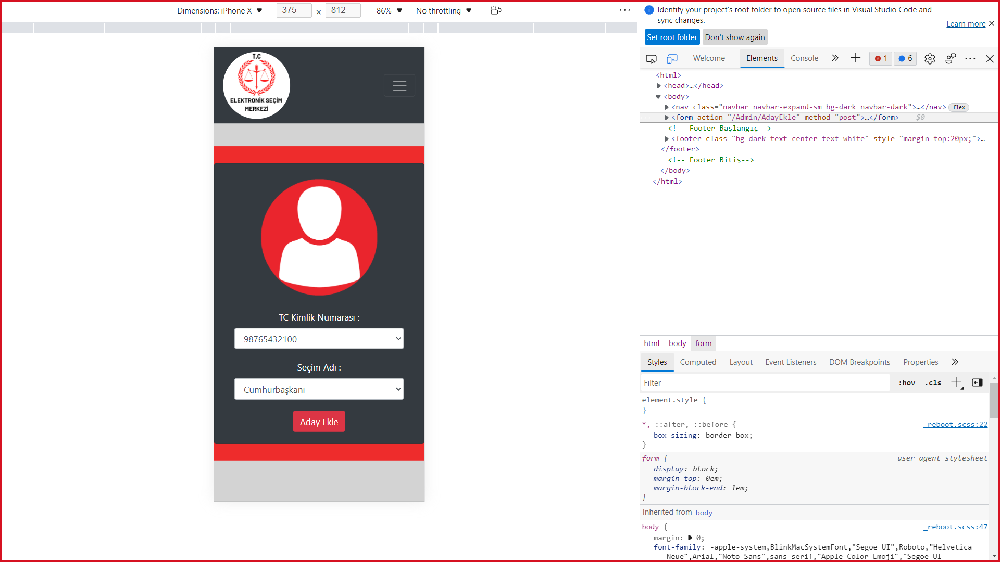 Dimensions: iPhone X ▼ 375 × 812 86% ▼ No throttling ▼
T.C
ELEKTRONİK SEÇİM
MERKEZİ
TC Kimlik Numarası :
98765432100
Seçim Adı :
Cumhurbaşkanı
Aday Ekle
Identify your project's root folder to open source files in Visual Studio Code and
sync changes.
Learn more
Set root folder Don't show again
Welcome Elements Console 1 6
<html>
<head>…</head>
<body>
<nav class="navbar navbar-expand-sm bg-dark navbar-dark">…</nav> flex
<form action="/Admin/AdayEkle" method="post">…</form> == $0
<!-- Footer Başlangıç-->
<footer class="bg-dark text-center text-white" style="margin-top:20px;">…
</footer>
<!-- Footer Bitiş-->
</body>
</html>
html body form
Styles Computed Layout Event Listeners DOM Breakpoints Properties
Filter :hov .cls
element.style {
}
*, ::after, ::before { _reboot.scss:22
box-sizing: border-box;
}
form { user agent stylesheet
display: block;
margin-top: 0em;
margin-block-end: 1em;
}
Inherited from body
body { _reboot.scss:47
margin: 0;
font-family: -apple-system,BlinkMacSystemFont,"Segoe UI",Roboto,"Helvetica
Neue",Arial,"Noto Sans",sans-serif,"Apple Color Emoji","Segoe UI